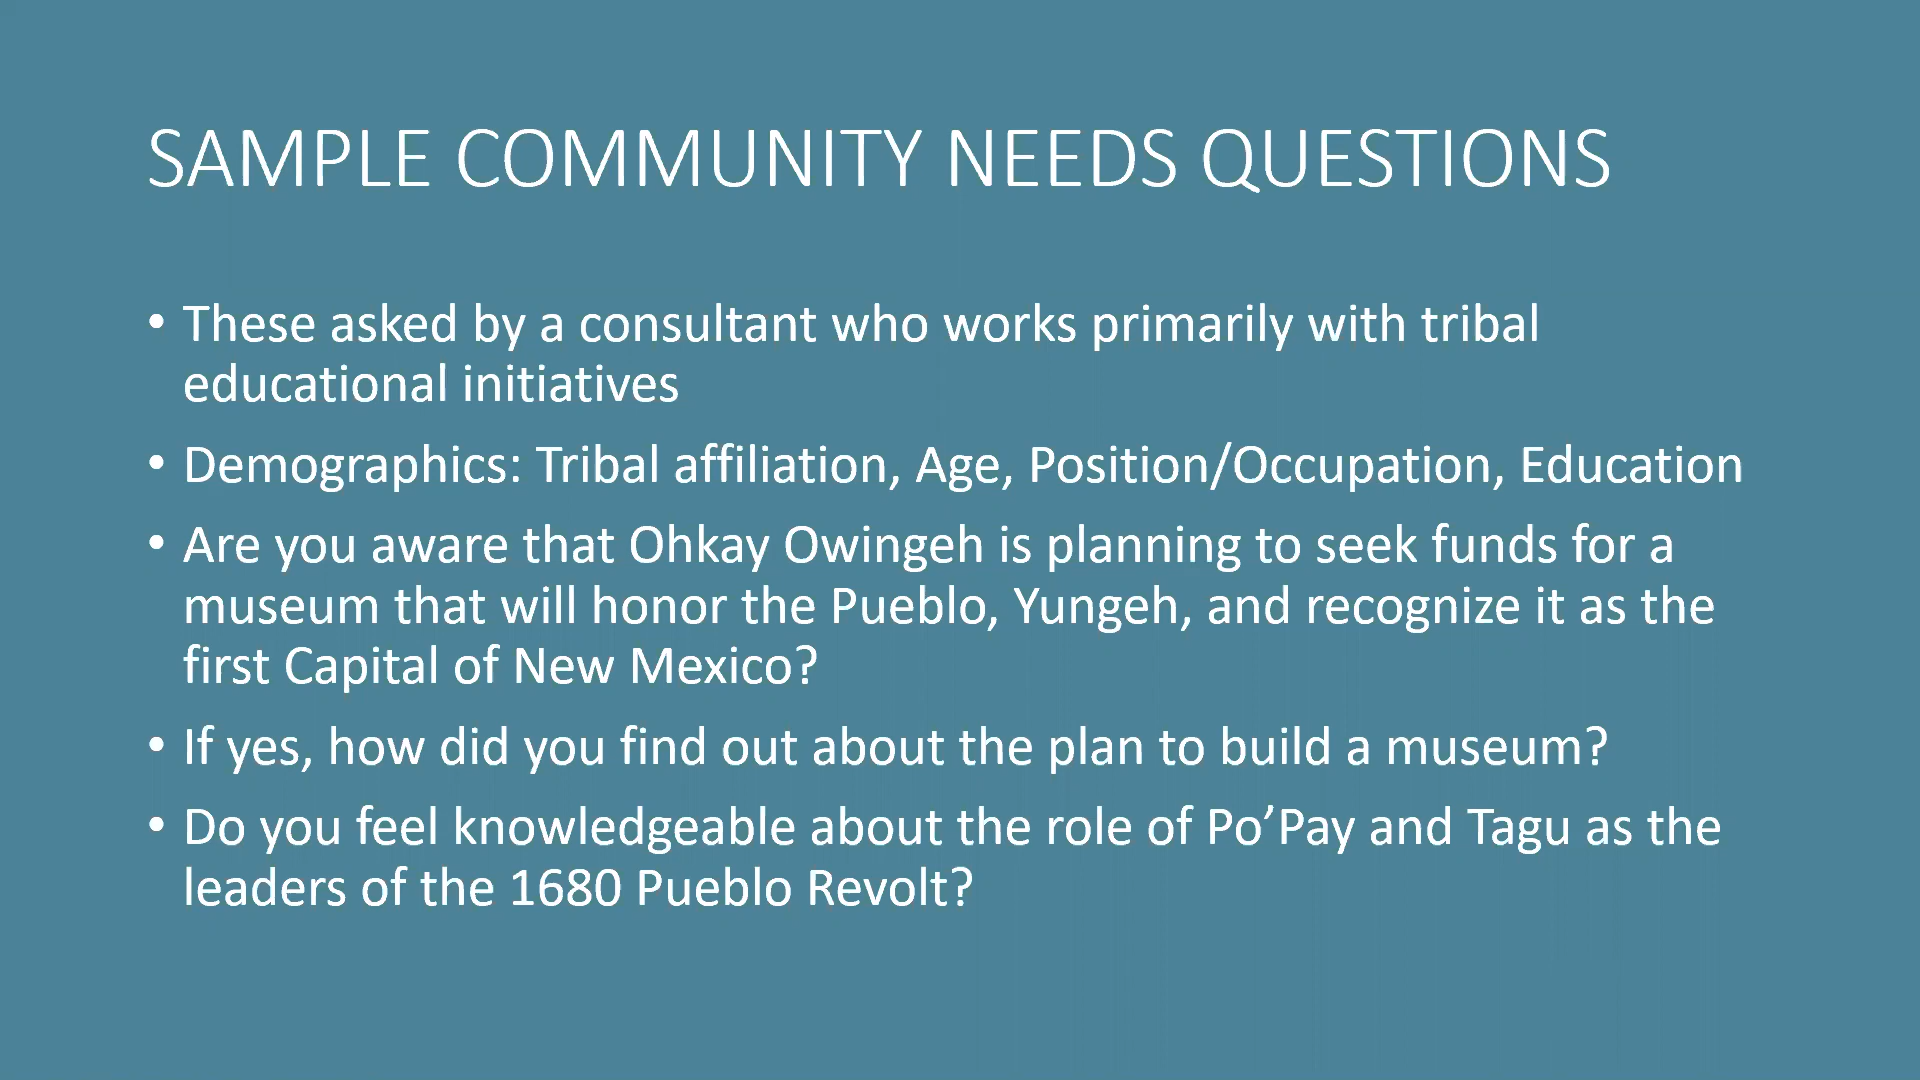 SAMPLE COMMUNITY NEEDS QUESTIONS
• These asked by a consultant who works primarily with tribal
educational initiatives
• Demographics: Tribal affiliation, Age, Position/Occupation, Education
• Are you aware that Ohkay Owingeh is planning to seek funds for a
museum that will honor the Pueblo, Yungeh, and recognize it as the
first Capital of New Mexico?
• If yes, how did you find out about the plan to build a museum?
• Do you feel knowledgeable about the role of Po’Pay and Tagu as the
leaders of the 1680 Pueblo Revolt?